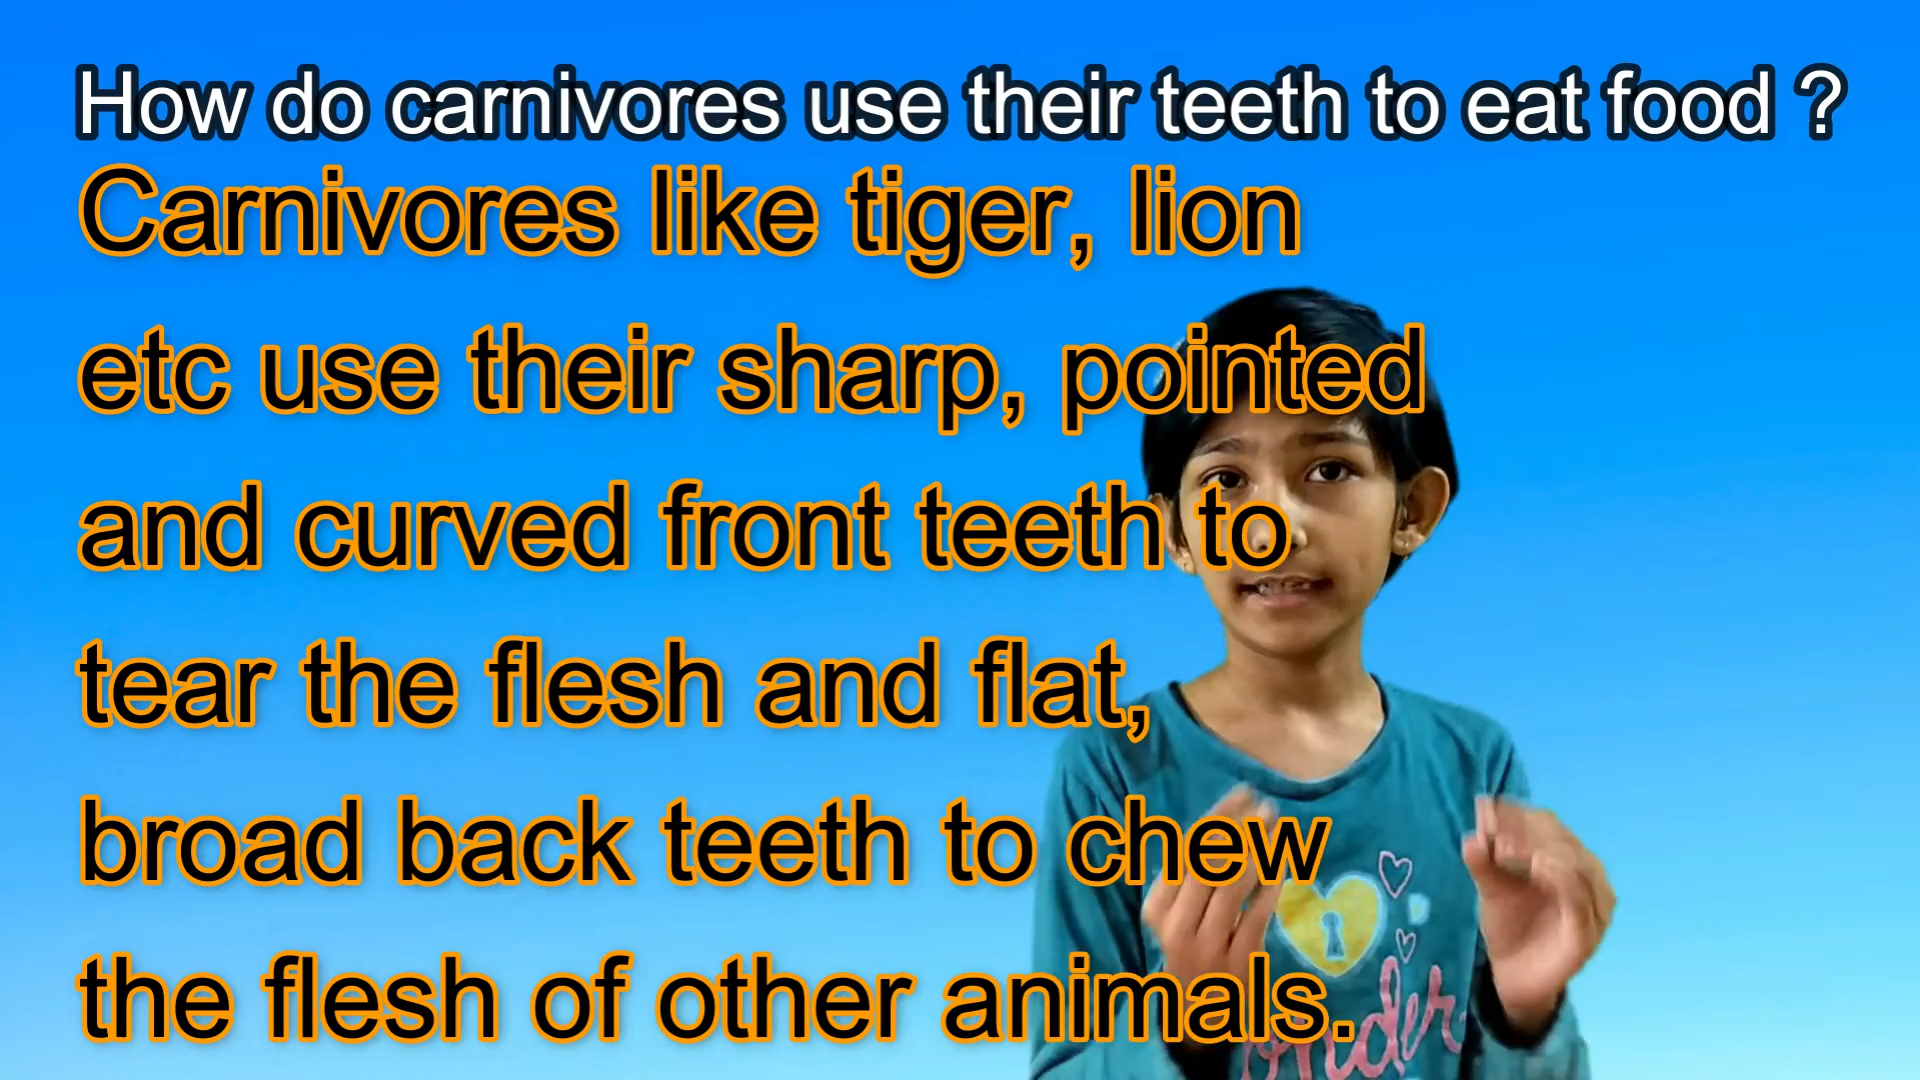 How do carnivores use their teeth to eat food ?
Carnivores like tiger, lion
etc use their sharp, pointed
and curved front teeth to
tear the flesh and flat,
broad back teeth to chew
the flesh of other animals.